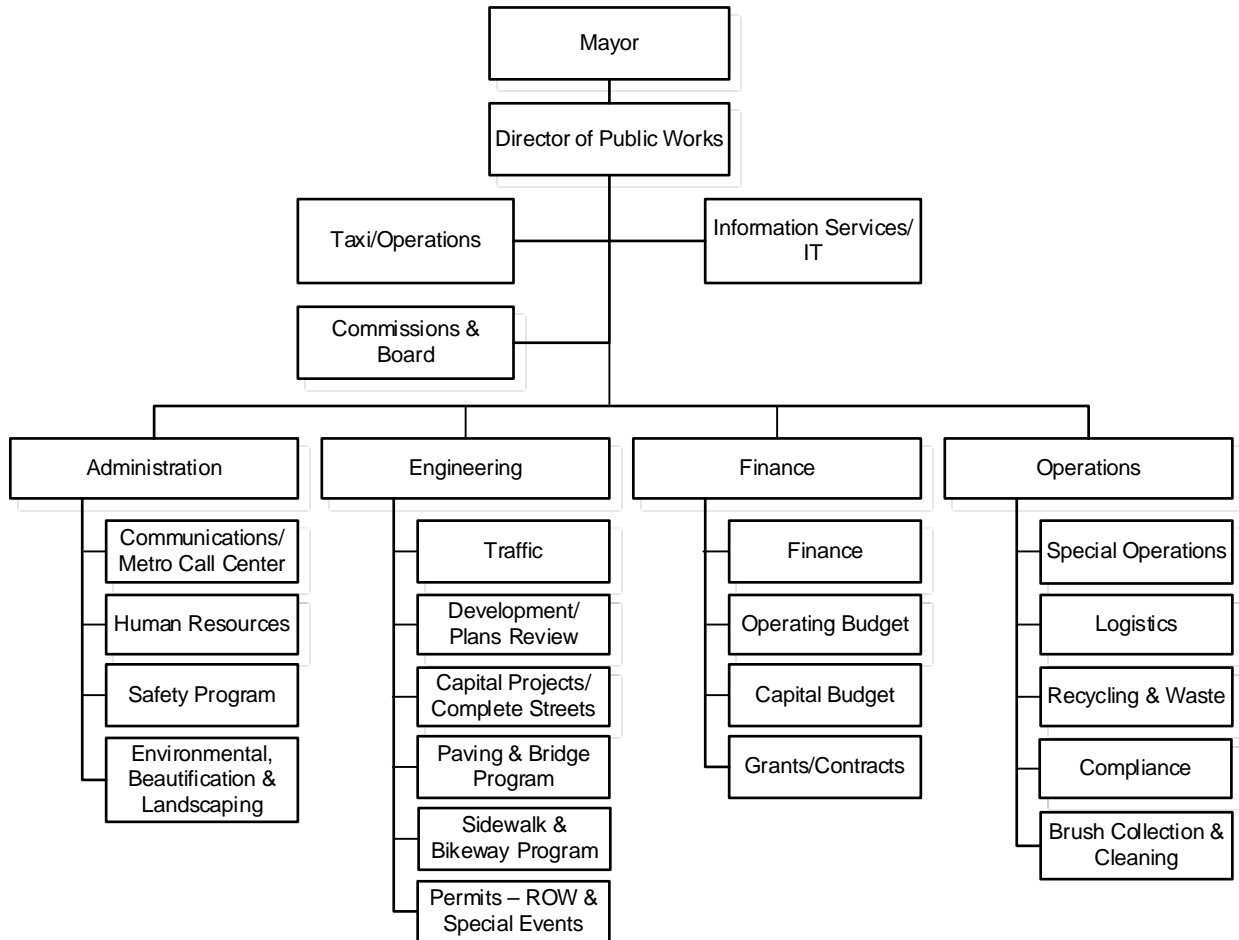 Mayor
Director of Public Works
Taxi/Operations
Information Services/
IT
Commissions &
Board
Administration
Engineering
Finance
Operations
Communications/
Metro Call Center
Human Resources
Safety Program
Environmental,
Beautification &
Landscaping
Traffic
Development/
Plans Review
Capital Projects/
Complete Streets
Paving & Bridge
Program
Sidewalk &
Bikeway Program
Permits – ROW &
Special Events
Finance
Operating Budget
Capital Budget
Grants/Contracts
Special Operations
Logistics
Recycling & Waste
Compliance
Brush Collection &
Cleaning